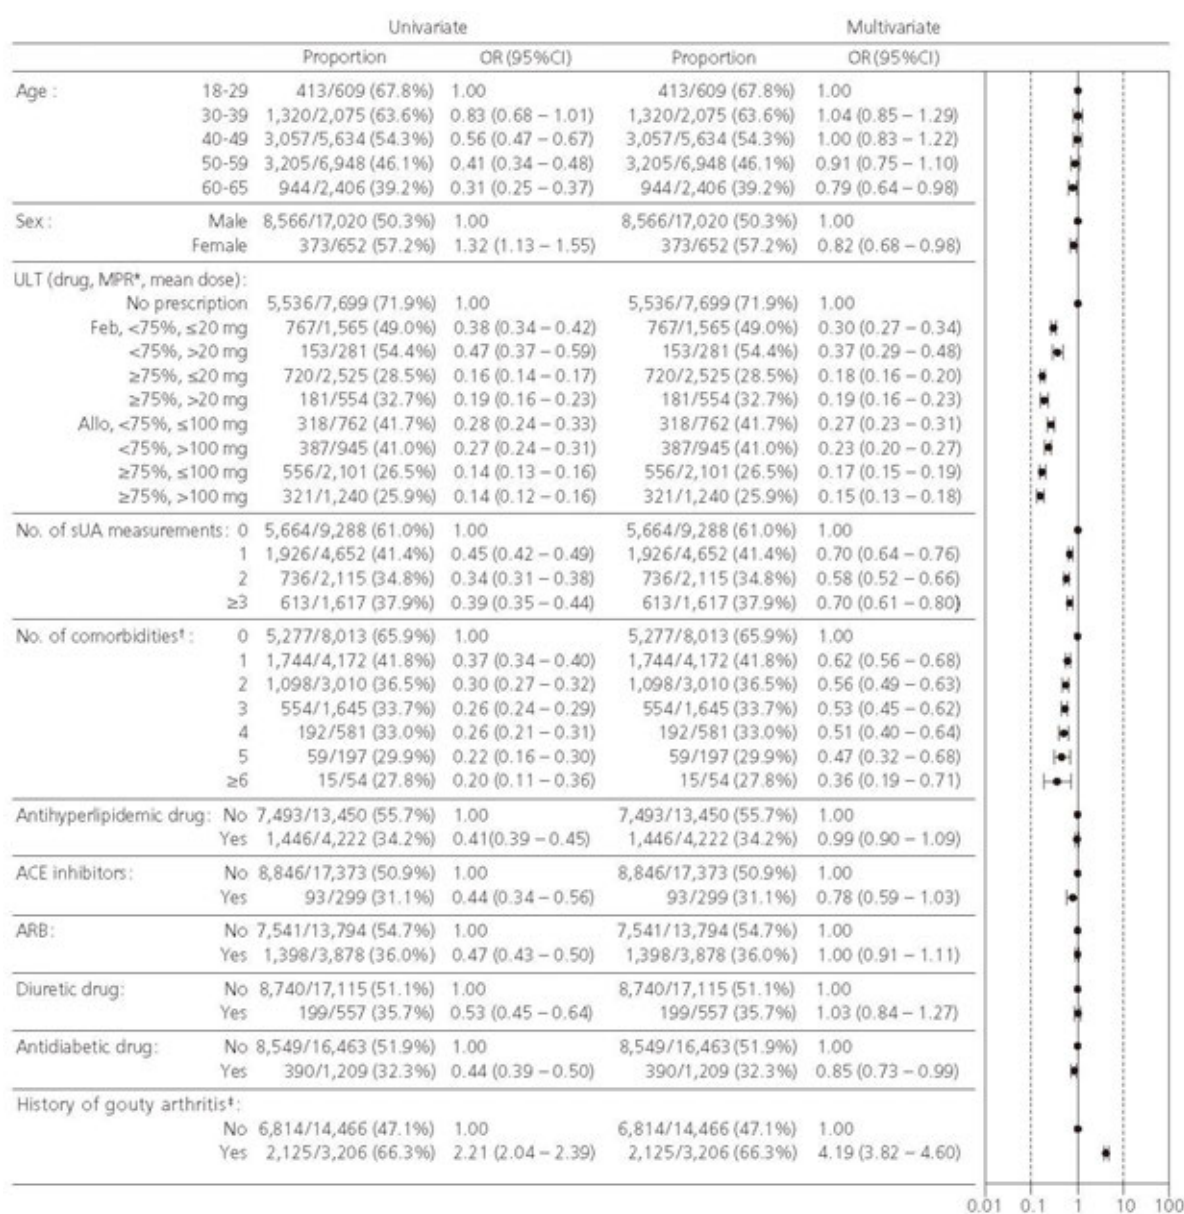 Univariate Multivariate
Proportion OR(95%CI) Proportion OR(95%CI)
Age : 18-29 413/609 (67.8%) 1.00 413/609 (67.8%) 1.00
30-39 1,320/2,075 (63.6%) 0.83 (0.68 – 1.01) 1,320/2,075 (63.6%) 1.04 (0.85 – 1.29)
40-49 3,057/5,634 (54.3%) 0.56 (0.47 – 0.67) 3,057/5,634 (54.3%) 1.00 (0.83 – 1.22)
50-59 3,205/6,948 (46.1%) 0.41 (0.34 – 0.48) 3,205/6,948 (46.1%) 0.91 (0.75 – 1.10)
60-65 944/2,406 (39.2%) 0.31 (0.25 – 0.37) 944/2,406 (39.2%) 0.79 (0.64 – 0.98)
Sex : Male 8,566/17,020 (50.3%) 1.00 8,566/17,020 (50.3%) 1.00
Female 373/652 (57.2%) 1.32 (1.13 – 1.55) 373/652 (57.2%) 0.82 (0.68 – 0.98)
ULT (drug, MPR*, mean dose):
No prescription 5,536/7,699 (71.9%) 1.00 5,536/7,699 (71.9%) 1.00
Feb, <75%, ≤20 mg 767/1,565 (49.0%) 0.38 (0.34 – 0.42) 767/1,565 (49.0%) 0.30 (0.27 – 0.34)
<75%, >20 mg 153/281 (54.4%) 0.47 (0.37 – 0.59) 153/281 (54.4%) 0.37 (0.29 – 0.48)
≥75%, ≤20 mg 720/2,525 (28.5%) 0.16 (0.14 – 0.17) 720/2,525 (28.5%) 0.18 (0.16 – 0.20)
≥75%, >20 mg 181/554 (32.7%) 0.19 (0.16 – 0.23) 181/554 (32.7%) 0.19 (0.16 – 0.23)
Allo, <75%, ≤100 mg 318/762 (41.7%) 0.28 (0.24 – 0.33) 318/762 (41.7%) 0.27 (0.23 – 0.31)
<75%, >100 mg 387/945 (41.0%) 0.27 (0.24 – 0.31) 387/945 (41.0%) 0.23 (0.20 – 0.27)
≥75%, ≤100 mg 556/2,101 (26.5%) 0.14 (0.13 – 0.16) 556/2,101 (26.5%) 0.17 (0.15 – 0.19)
≥75%, >100 mg 321/1,240 (25.9%) 0.14 (0.12 – 0.16) 321/1,240 (25.9%) 0.15 (0.13 – 0.18)
No. of sUA measurements: 0 5,664/9,288 (61.0%) 1.00 5,664/9,288 (61.0%) 1.00
1 1,926/4,652 (41.4%) 0.45 (0.42 – 0.49) 1,926/4,652 (41.4%) 0.70 (0.64 – 0.76)
2 736/2,115 (34.8%) 0.34 (0.31 – 0.38) 736/2,115 (34.8%) 0.58 (0.52 – 0.66)
≥3 613/1,617 (37.9%) 0.39 (0.35 – 0.44) 613/1,617 (37.9%) 0.70 (0.61 – 0.80)
No. of comorbidities†: 0 5,277/8,013 (65.9%) 1.00 5,277/8,013 (65.9%) 1.00
1 1,744/4,172 (41.8%) 0.37 (0.34 – 0.40) 1,744/4,172 (41.8%) 0.62 (0.56 – 0.68)
2 1,098/3,010 (36.5%) 0.30 (0.27 – 0.32) 1,098/3,010 (36.5%) 0.56 (0.49 – 0.63)
3 554/1,645 (33.7%) 0.26 (0.24 – 0.29) 554/1,645 (33.7%) 0.53 (0.45 – 0.62)
4 192/581 (33.0%) 0.26 (0.21 – 0.31) 192/581 (33.0%) 0.51 (0.40 – 0.64)
5 59/197 (29.9%) 0.22 (0.16 – 0.30) 59/197 (29.9%) 0.47 (0.32 – 0.68)
≥6 15/54 (27.8%) 0.20 (0.11 – 0.36) 15/54 (27.8%) 0.36 (0.19 – 0.71)
Antihyperlipidemic drug: No 7,493/13,450 (55.7%) 1.00 7,493/13,450 (55.7%) 1.00
Yes 1,446/4,222 (34.2%) 0.41(0.39 – 0.45) 1,446/4,222 (34.2%) 0.99 (0.90 – 1.09)
ACE inhibitors: No 8,846/17,373 (50.9%) 1.00 8,846/17,373 (50.9%) 1.00
Yes 93/299 (31.1%) 0.44 (0.34 – 0.56) 93/299 (31.1%) 0.78 (0.59 – 1.03)
ARB: No 7,541/13,794 (54.7%) 1.00 7,541/13,794 (54.7%) 1.00
Yes 1,398/3,878 (36.0%) 0.47 (0.43 – 0.50) 1,398/3,878 (36.0%) 1.00 (0.91 – 1.11)
Diuretic drug: No 8,740/17,115 (51.1%) 1.00 8,740/17,115 (51.1%) 1.00
Yes 199/557 (35.7%) 0.53 (0.45 – 0.64) 199/557 (35.7%) 1.03 (0.84 – 1.27)
Antidiabetic drug: No 8,549/16,463 (51.9%) 1.00 8,549/16,463 (51.9%) 1.00
Yes 390/1,209 (32.3%) 0.44 (0.39 – 0.50) 390/1,209 (32.3%) 0.85 (0.73 – 0.99)
History of gouty arthritis‡:
No 6,814/14,466 (47.1%) 1.00 6,814/14,466 (47.1%) 1.00
Yes 2,125/3,206 (66.3%) 2.21 (2.04 – 2.39) 2,125/3,206 (66.3%) 4.19 (3.82 – 4.60)
0.01 0.1 1 10 100